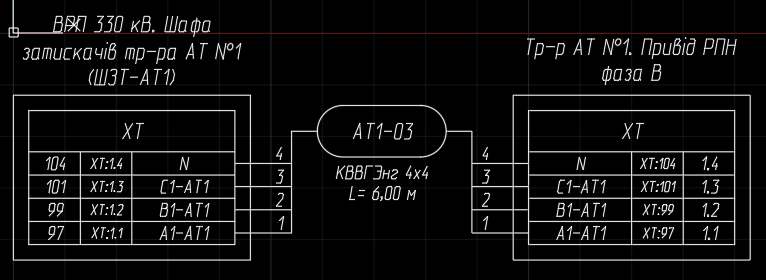 ВРП 330 кВ. Шафа
затискачів тр-ра АТ №1
(ШЗТ-АТ1)
ХТ
104 ХТ:1.4 N 4
101 ХТ:1.3 C1-АТ1 3
99 ХТ:1.2 В1-АТ1 2
97 ХТ:1.1 А1-АТ1 1
АТ1-03
КВВГЭнг 4х4
L= 6,00 м
Тр-р АТ №1. Привід РПН
фаза В
ХТ
4 N ХТ:104 1.4
3 C1-АТ1 ХТ:101 1.3
2 В1-АТ1 ХТ:99 1.2
1 А1-АТ1 ХТ:97 1.1